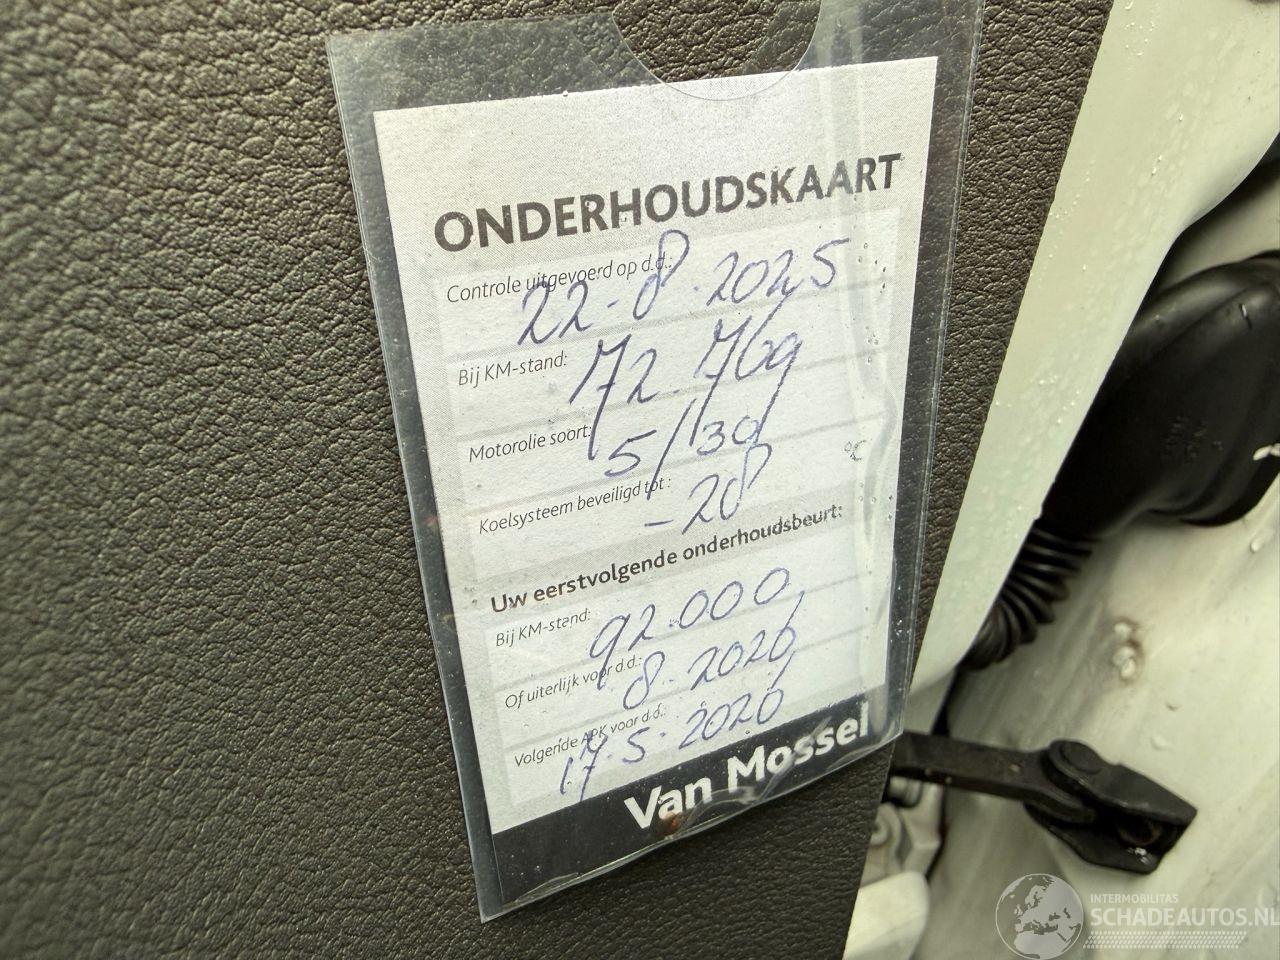 ONDERHOUDSKAART
Controle uitgevoerd op d.d.:
22-8-2025
Bij KM-stand:
72.769
Motorolie soort:
5/30
Koelsysteem beveiligd tot :
-28 °C
Uw eerstvolgende onderhoudsbeurt:
Bij KM-stand:
92.000
Of uiterlijk voor d.d.:
8-2026
Volgende APK voor d.d.:
17-5-2026
Van Mossel
INTERMOBILITAS
SCHADEAUTOS.NL